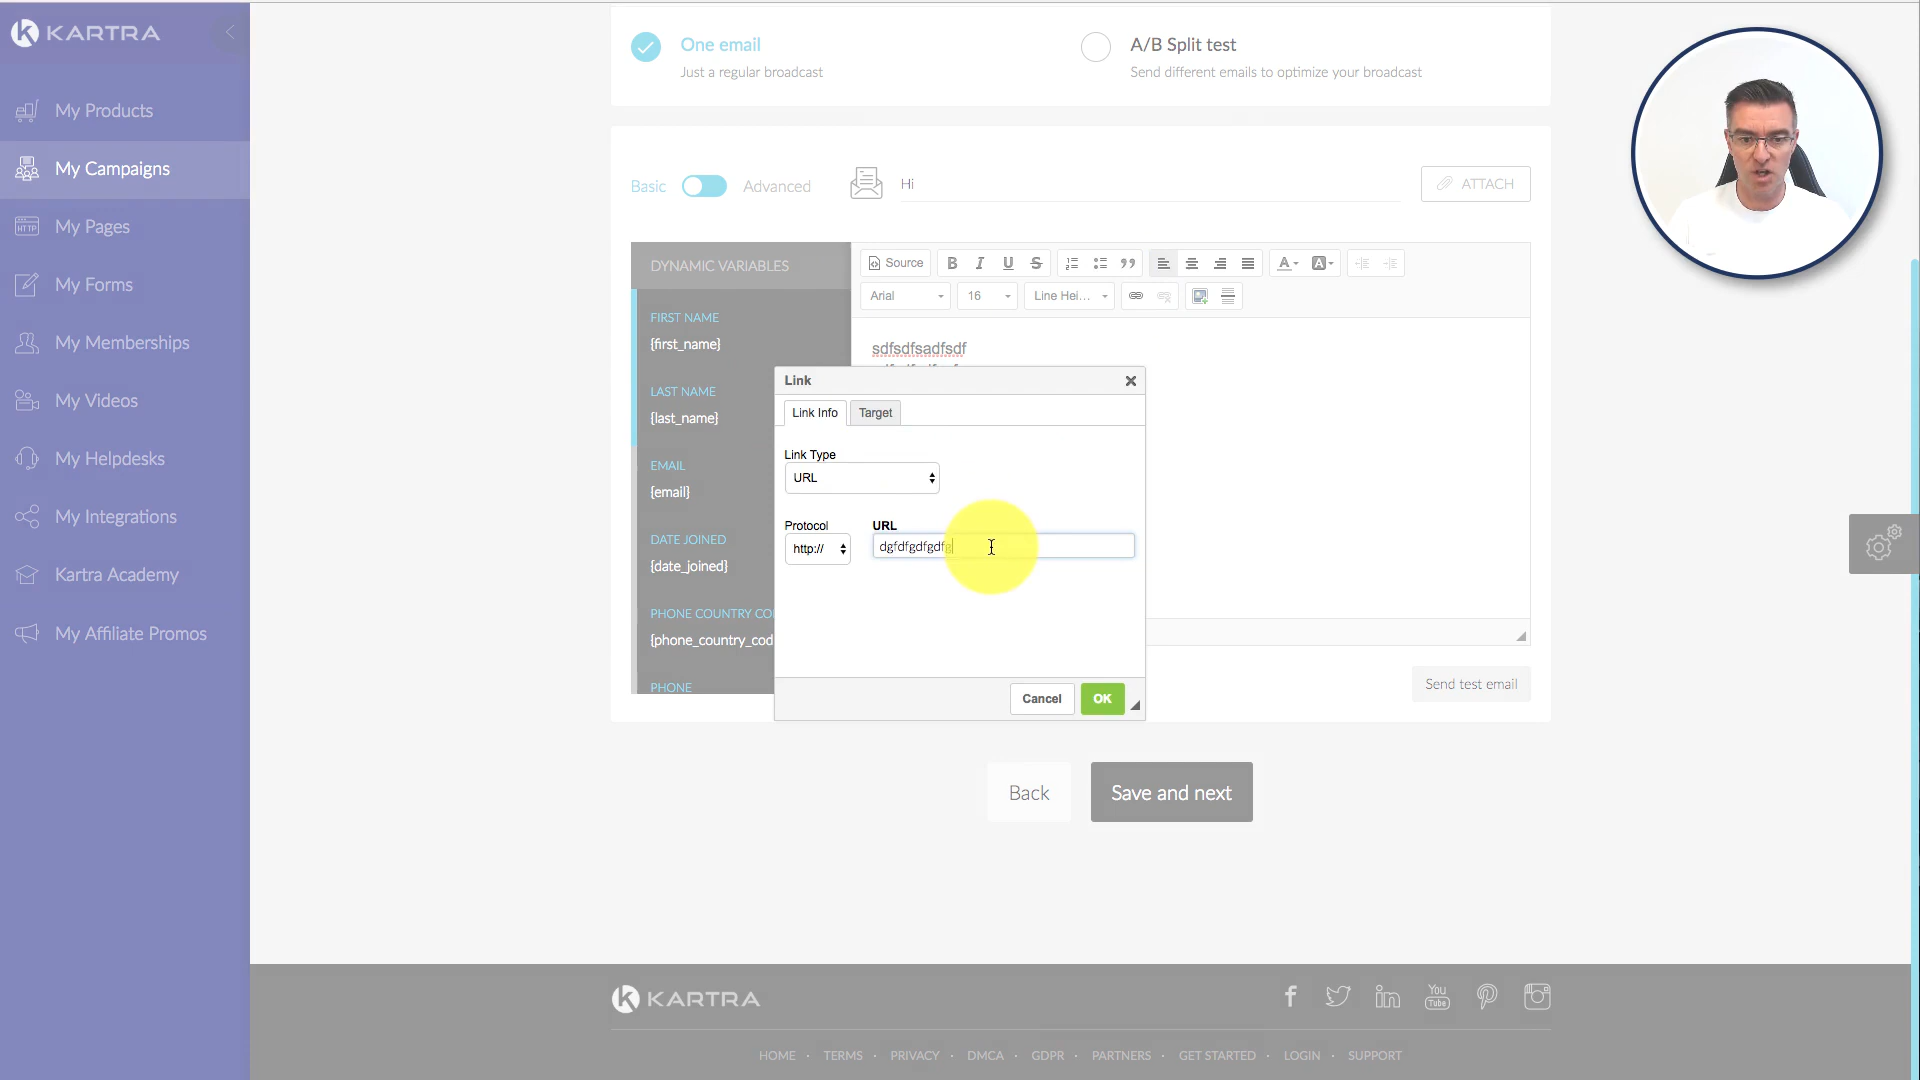 KARTRA
My Products
My Campaigns
My Pages
My Forms
My Memberships
My Videos
My Helpdesks
My Integrations
Kartra Academy
My Affiliate Promos
One email
Just a regular broadcast
A/B Split test
Send different emails to optimize your broadcast
Basic
Advanced
Hi
ATTACH
DYNAMIC VARIABLES
FIRST NAME
{first_name}
LAST NAME
{last_name}
EMAIL
{email}
DATE JOINED
{date_joined}
PHONE COUNTRY CO
{phone_country_cod
PHONE
Source
B I U S
A A
Arial
16
Line Hei...
sdfsdfsadfsdf
Link
Link Info
Target
Link Type
URL
Protocol
URL
http://
dgfdfgdfgdfg
Cancel
OK
Send test email
Back
Save and next
KARTRA
You
Tube
HOME · TERMS · PRIVACY · DMCA · GDPR · PARTNERS · GET STARTED · LOGIN · SUPPORT